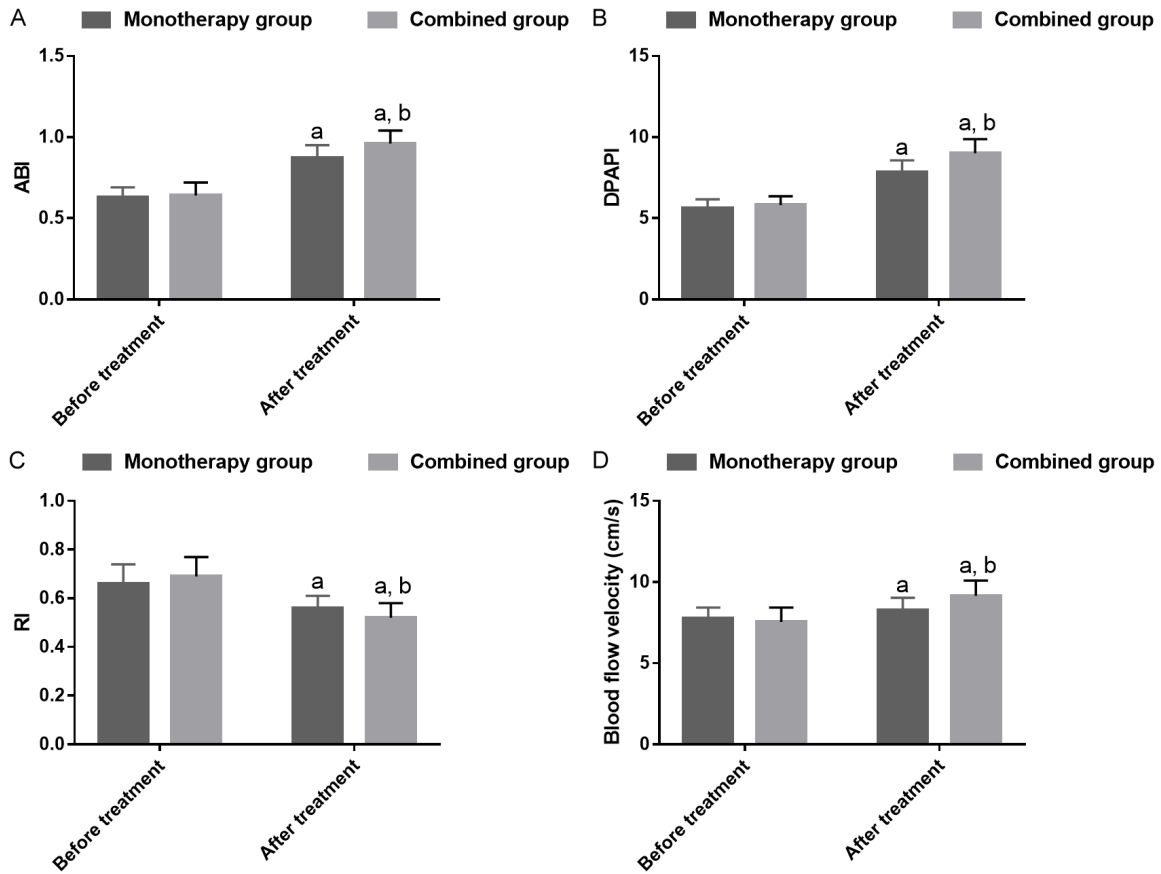 A
Monotherapy group
Combined group
1.5
1.0
0.5
0.0
ABI
a
a, b
Before treatment
After treatment
B
Monotherapy group
Combined group
15
10
5
0
DPAPI
a
a, b
Before treatment
After treatment
C
Monotherapy group
Combined group
1.0
0.8
0.6
0.4
0.2
0.0
RI
a
a, b
Before treatment
After treatment
D
Monotherapy group
Combined group
15
10
5
0
Blood flow velocity (cm/s)
a
a, b
Before treatment
After treatment